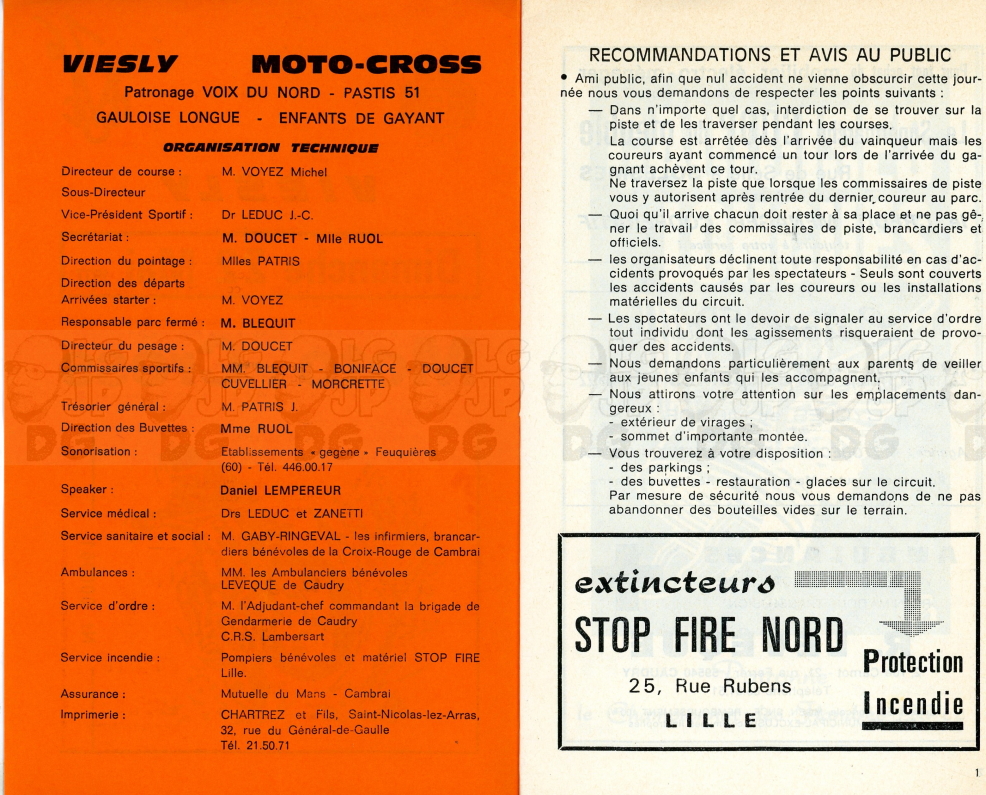 VIESLY MOTO-CROSS
Patronage VOIX DU NORD - PASTIS 51
GAULOISE LONGUE - ENFANTS DE GAYANT
ORGANISATION TECHNIQUE
Directeur de course : M. VOYEZ Michel
Sous-Directeur
Vice-Président Sportif : Dr LEDUC J.-C.
Secrétariat : M. DOUCET - Mlle RUOL
Direction du pointage : Mlles PATRIS
Direction des départs
Arrivées starter : M. VOYEZ
Responsable parc fermé : M. BLEQUIT
Directeur du pesage : M. DOUCET
Commissaires sportifs : MM. BLEQUIT - BONIFACE - DOUCET
CUVELLIER - MORCRETTE
Trésorier général : M. PATRIS J.
Direction des Buvettes : Mme RUOL
Sonorisation : Etablissements « gegène » Feuquières
(60) - Tél. 446.00.17
Speaker : Daniel LEMPEREUR
Service médical : Drs LEDUC et ZANETTI
Service sanitaire et social : M. GABY-RINGEVAL - les infirmiers, brancar-
diers bénévoles de la Croix-Rouge de Cambrai
Ambulances : MM. les Ambulanciers bénévoles
LEVEQUE de Caudry
Service d'ordre : M. l'Adjudant-chef commandant la brigade de
Gendarmerie de Caudry
C.R.S. Lambersart
Service incendie : Pompiers bénévoles et matériel STOP FIRE
Lille.
Assurance : Mutuelle du Mans - Cambrai
Imprimerie : CHARTREZ et Fils, Saint-Nicolas-lez-Arras,
32, rue du Général-de-Gaulle
Tél. 21.50.71
RECOMMANDATIONS ET AVIS AU PUBLIC
• Ami public, afin que nul accident ne vienne obscurcir cette jour-
née nous vous demandons de respecter les points suivants :
— Dans n'importe quel cas, interdiction de se trouver sur la
piste et de les traverser pendant les courses.
La course est arrêtée dès l'arrivée du vainqueur mais les
coureurs ayant commencé un tour lors de l'arrivée du ga-
gnant achèvent ce tour.
Ne traversez la piste que lorsque les commissaires de piste
vous y autorisent après rentrée du dernier coureur au parc.
— Quoi qu'il arrive chacun doit rester à sa place et ne pas gê-
ner le travail des commissaires de piste, brancardiers et
officiels.
— les organisateurs déclinent toute responsabilité en cas d'ac-
cidents provoqués par les spectateurs - Seuls sont couverts
les accidents causés par les coureurs ou les installations
matérielles du circuit.
— Les spectateurs ont le devoir de signaler au service d'ordre
tout individu dont les agissements risqueraient de provo-
quer des accidents.
— Nous demandons particulièrement aux parents de veiller
aux jeunes enfants qui les accompagnent.
— Nous attirons votre attention sur les emplacements dan-
gereux :
- extérieur de virages ;
- sommet d'importante montée.
— Vous trouverez à votre disposition :
- des parkings ;
- des buvettes - restauration - glaces sur le circuit.
Par mesure de sécurité nous vous demandons de ne pas
abandonner des bouteilles vides sur le terrain.
extincteurs
STOP FIRE NORD
Protection
25, Rue Rubens
Incendie
LILLE
1